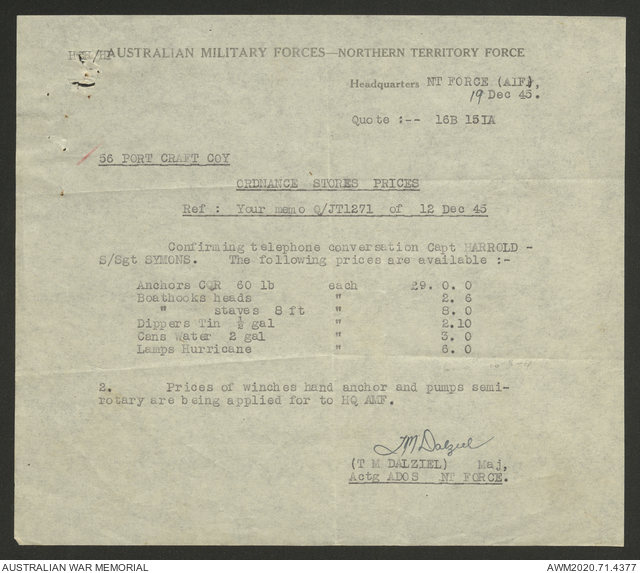 AUSTRALIAN MILITARY FORCES—NORTHERN TERRITORY FORCE
Headquarters NT FORCE (AIF),
19 Dec 45.
Quote :-- 16B 151A
56 PORT CRAFT COY
ORDNANCE STORES PRICES
Ref : Your memo Q/JT1271 of 12 Dec 45
Confirming telephone conversation Capt HARROLD -
S/Sgt SYMONS. The following prices are available :-
Anchors CQR 60 lb each 29. 0. 0
Boathooks heads " 2. 6
" staves 8 ft " 8. 0
Dippers Tin ½ gal " 2.10
Cans Water 2 gal " 3. 0
Lamps Hurricane " 6. 0
2. Prices of winches hand anchor and pumps semi-
rotary are being applied for to HQ AMF.
TM Dalziel
(T M DALZIEL) Maj,
Actg ADOS NT FORCE.
AUSTRALIAN WAR MEMORIAL
AWM2020.71.4377